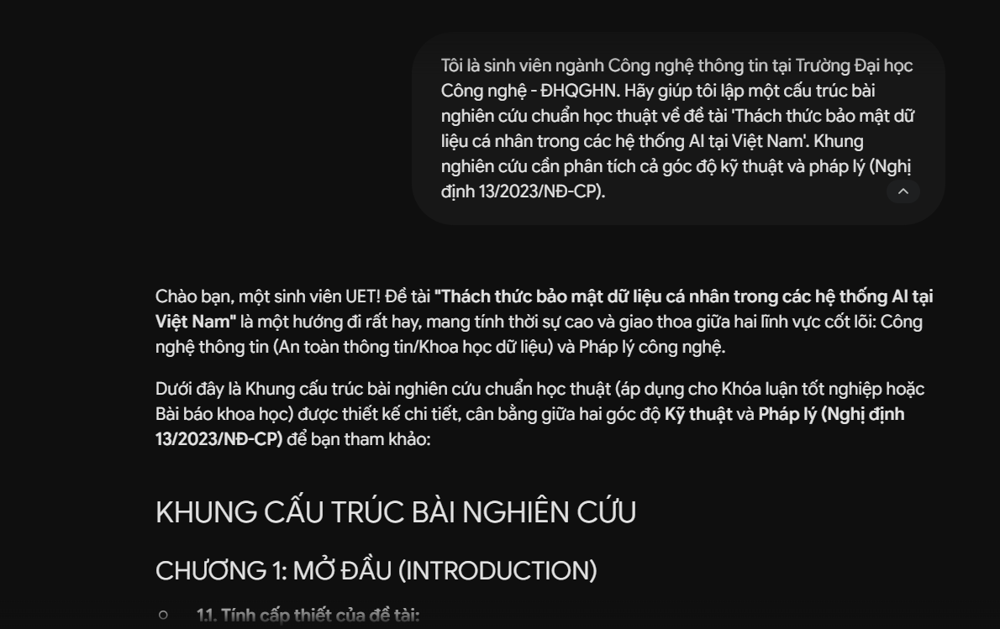 Tôi là sinh viên ngành Công nghệ thông tin tại Trường Đại học
Công nghệ - ĐHQGHN. Hãy giúp tôi lập một cấu trúc bài
nghiên cứu chuẩn học thuật về đề tài 'Thách thức bảo mật dữ
liệu cá nhân trong các hệ thống AI tại Việt Nam'. Khung
nghiên cứu cần phân tích cả góc độ kỹ thuật và pháp lý (Nghị
định 13/2023/NĐ-CP).
Chào bạn, một sinh viên UET! Đề tài "Thách thức bảo mật dữ liệu cá nhân trong các hệ thống AI tại
Việt Nam" là một hướng đi rất hay, mang tính thời sự cao và giao thoa giữa hai lĩnh vực cốt lõi: Công
nghệ thông tin (An toàn thông tin/Khoa học dữ liệu) và Pháp lý công nghệ.
Dưới đây là Khung cấu trúc bài nghiên cứu chuẩn học thuật (áp dụng cho Khóa luận tốt nghiệp hoặc
Bài báo khoa học) được thiết kế chi tiết, cân bằng giữa hai góc độ Kỹ thuật và Pháp lý (Nghị định
13/2023/NĐ-CP) để bạn tham khảo:
KHUNG CẤU TRÚC BÀI NGHIÊN CỨU
CHƯƠNG 1: MỞ ĐẦU (INTRODUCTION)
1.1. Tính cấp thiết của đề tài: